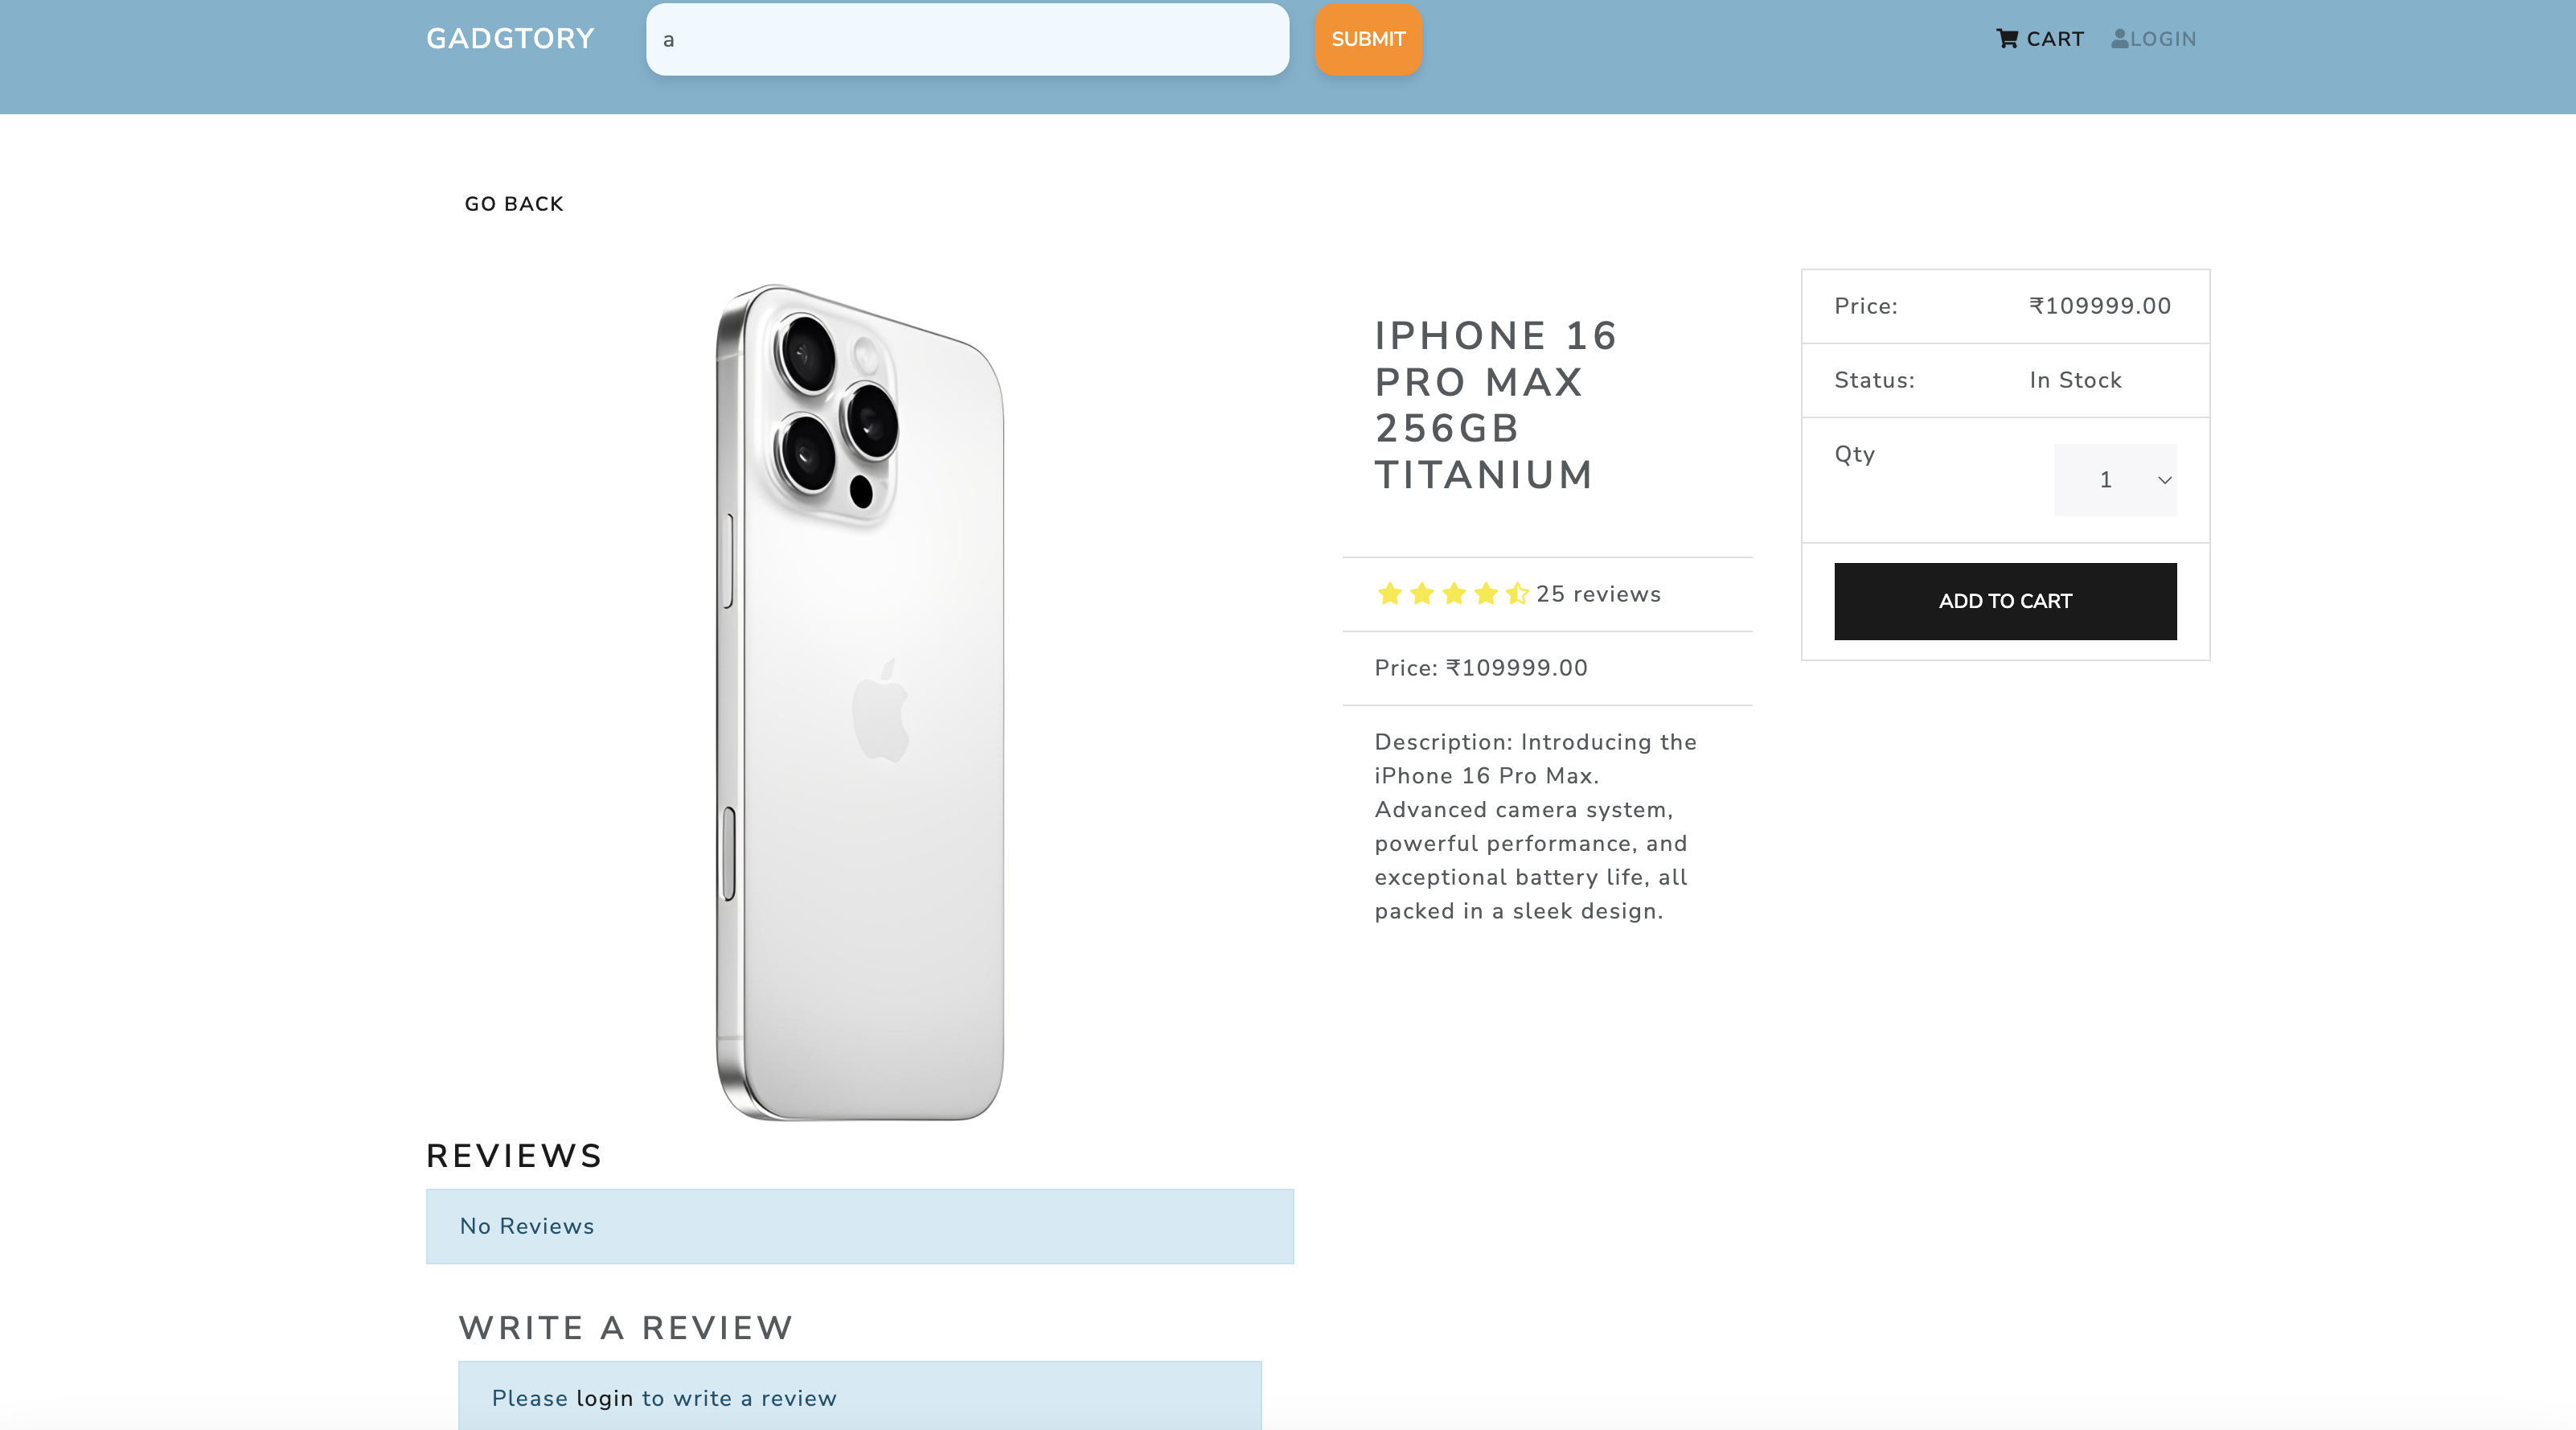 GADGTORY
a
SUBMIT
CART
LOGIN
GO BACK
IPHONE 16
PRO MAX
256GB
TITANIUM
25 reviews
Price: ₹109999.00
Description: Introducing the
iPhone 16 Pro Max.
Advanced camera system,
powerful performance, and
exceptional battery life, all
packed in a sleek design.
Price: ₹109999.00
Status: In Stock
Qty 1
ADD TO CART
REVIEWS
No Reviews
WRITE A REVIEW
Please login to write a review